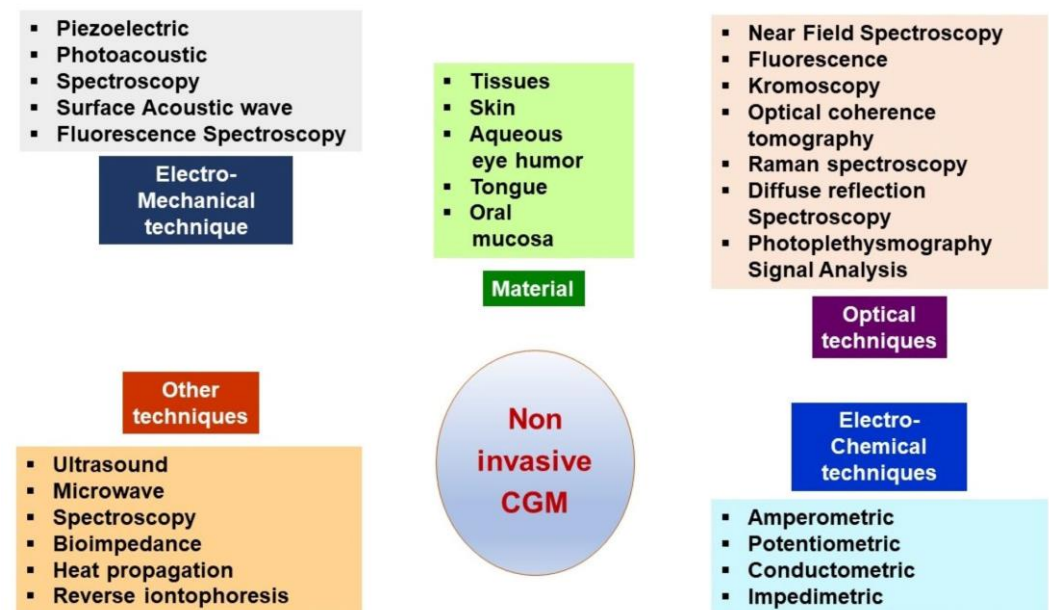 ▪ Piezoelectric
▪ Photoacoustic
▪ Spectroscopy
▪ Surface Acoustic wave
▪ Fluorescence Spectroscopy
Electro-
Mechanical
technique
▪ Tissues
▪ Skin
▪ Aqueous
eye humor
▪ Tongue
▪ Oral
mucosa
Material
▪ Near Field Spectroscopy
▪ Fluorescence
▪ Kromoscopy
▪ Optical coherence
tomography
▪ Raman spectroscopy
▪ Diffuse reflection
Spectroscopy
▪ Photoplethysmography
Signal Analysis
Optical
techniques
Other
techniques
▪ Ultrasound
▪ Microwave
▪ Spectroscopy
▪ Bioimpedance
▪ Heat propagation
▪ Reverse iontophoresis
Non
invasive
CGM
Electro-
Chemical
techniques
▪ Amperometric
▪ Potentiometric
▪ Conductometric
▪ Impedimetric